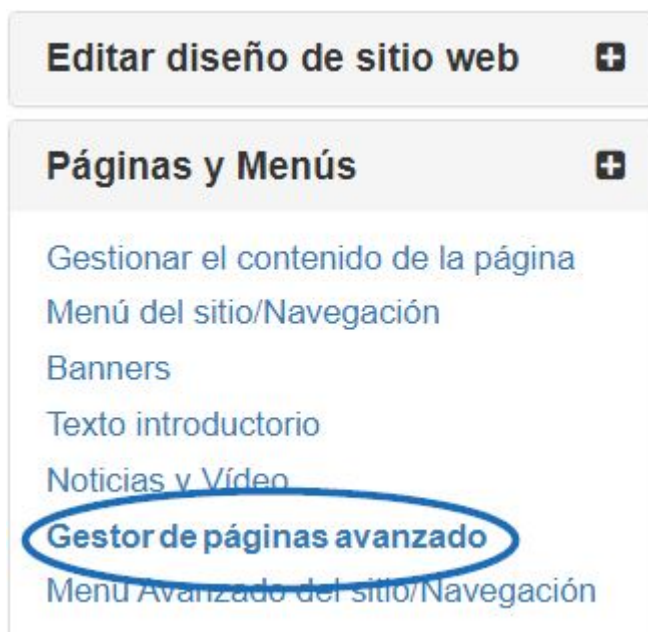 Editar diseño de sitio web
Páginas y Menús
Gestionar el contenido de la página
Menú del sitio/Navegación
Banners
Texto introductorio
Noticias y Vídeo
Gestor de páginas avanzado
Menú Avanzado del sitio/Navegación